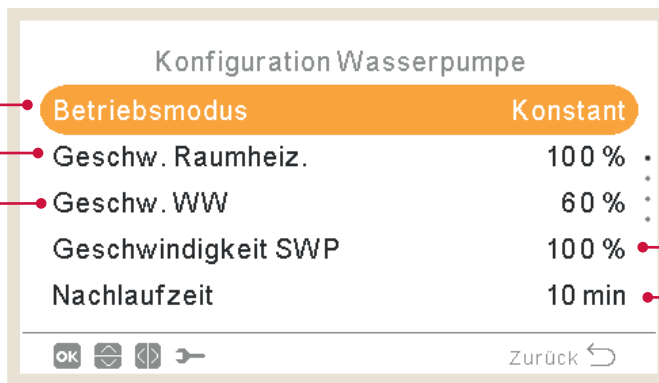 Konfiguration Wasserpumpe
Betriebsmodus Konstant
Geschw. Raumheiz. 100 %
Geschw. WW 60 %
Geschwindigkeit SWP 100 %
Nachlaufzeit 10 min
OK Zurück